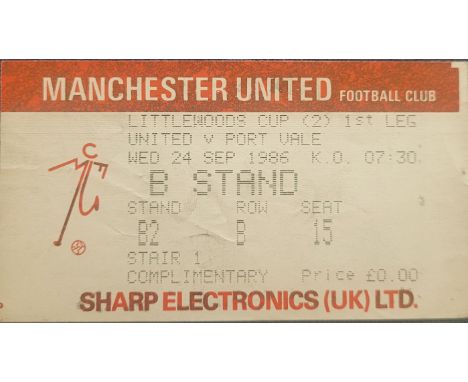 MANCHESTER UNITED FOOTBALL CLUB
LITTLEWOODS CUP (2) 1st LEG
UNITED V PORT VALE
WED 24 SEP 1986 K.O. 07:30
B STAND
STAND ROW SEAT
B2 B 15
STAIR 1
COMPLIMENTARY Price £0.00
SHARP ELECTRONICS (UK) LTD.